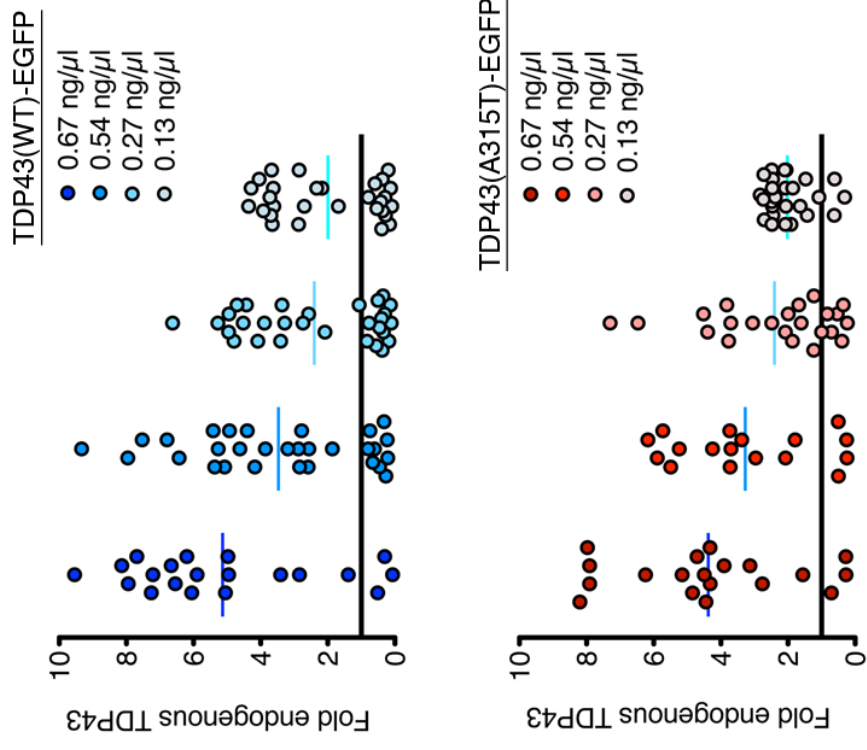 TDP43(WT)-EGFP
0.67 ng/µl
0.54 ng/µl
0.27 ng/µl
0.13 ng/µl
10
8
6
4
2
0
Fold endogenous TDP43
TDP43(A315T)-EGFP
0.67 ng/µl
0.54 ng/µl
0.27 ng/µl
0.13 ng/µl
10
8
6
4
2
0
Fold endogenous TDP43